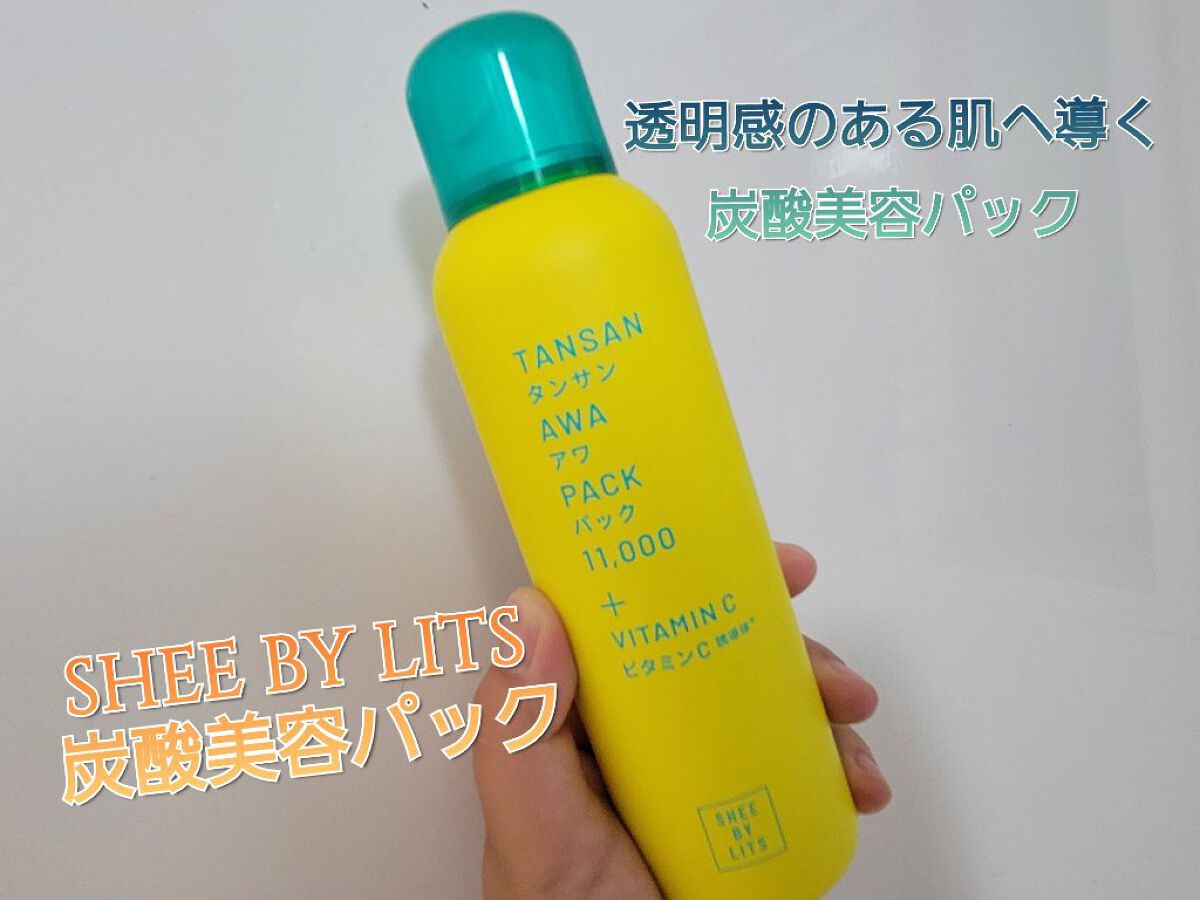 透明感のある肌へ導く
炭酸美容パック
TANSAN
タンサン
AWA
アワ
PACK
パック
11,000
+
VITAMIN C
ビタミンC 誘導体*
SHEE BY LITS
炭酸美容パック
SHEE
BY
LITS